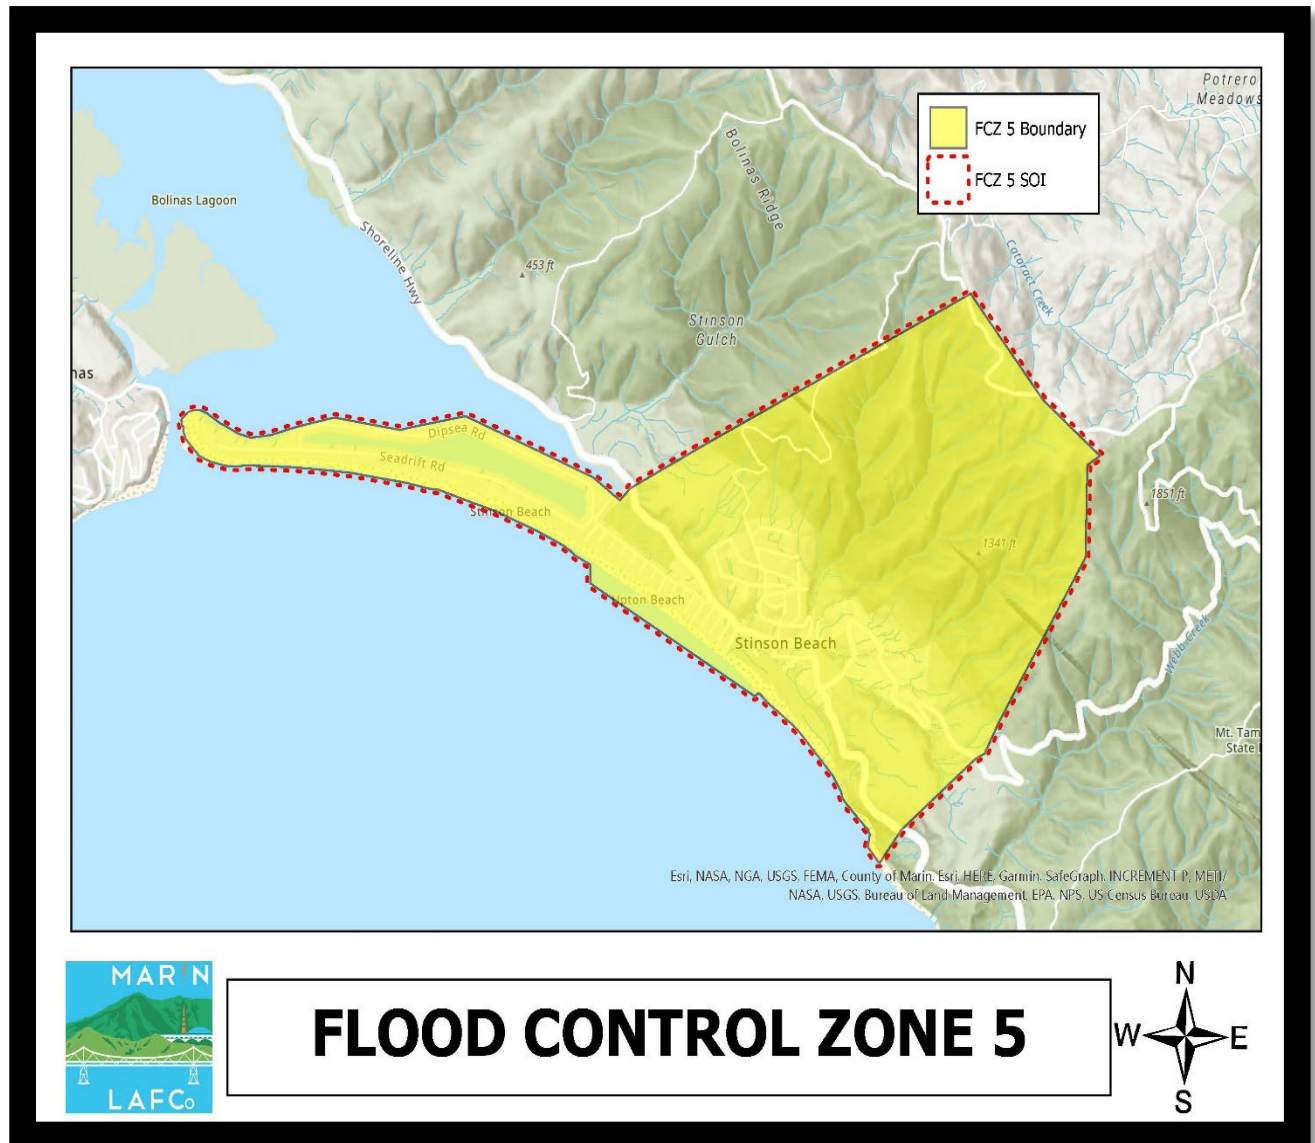 Potrero
Meadows
FCZ 5 Boundary
FCZ 5 SOI
Bolinas Ridge
Bolinas Lagoon
Shoreline Hwy
453 ft
Cataract Creek
Stinson
Gulch
nas
Dipsea Rd
Seadrift Rd
Stinson Beach
1851 ft
1341 ft
Upton Beach
Stinson Beach
Webb Creek
Mt. Tam
State
Esri, NASA, NGA, USGS, FEMA, County of Marin, Esri, HERE, Garmin, SafeGraph, INCREMENT P, METI/
NASA, USGS, Bureau of Land Management, EPA, NPS, US Census Bureau, USDA
MARIN
LAFCo
FLOOD CONTROL ZONE 5
N
W E
S